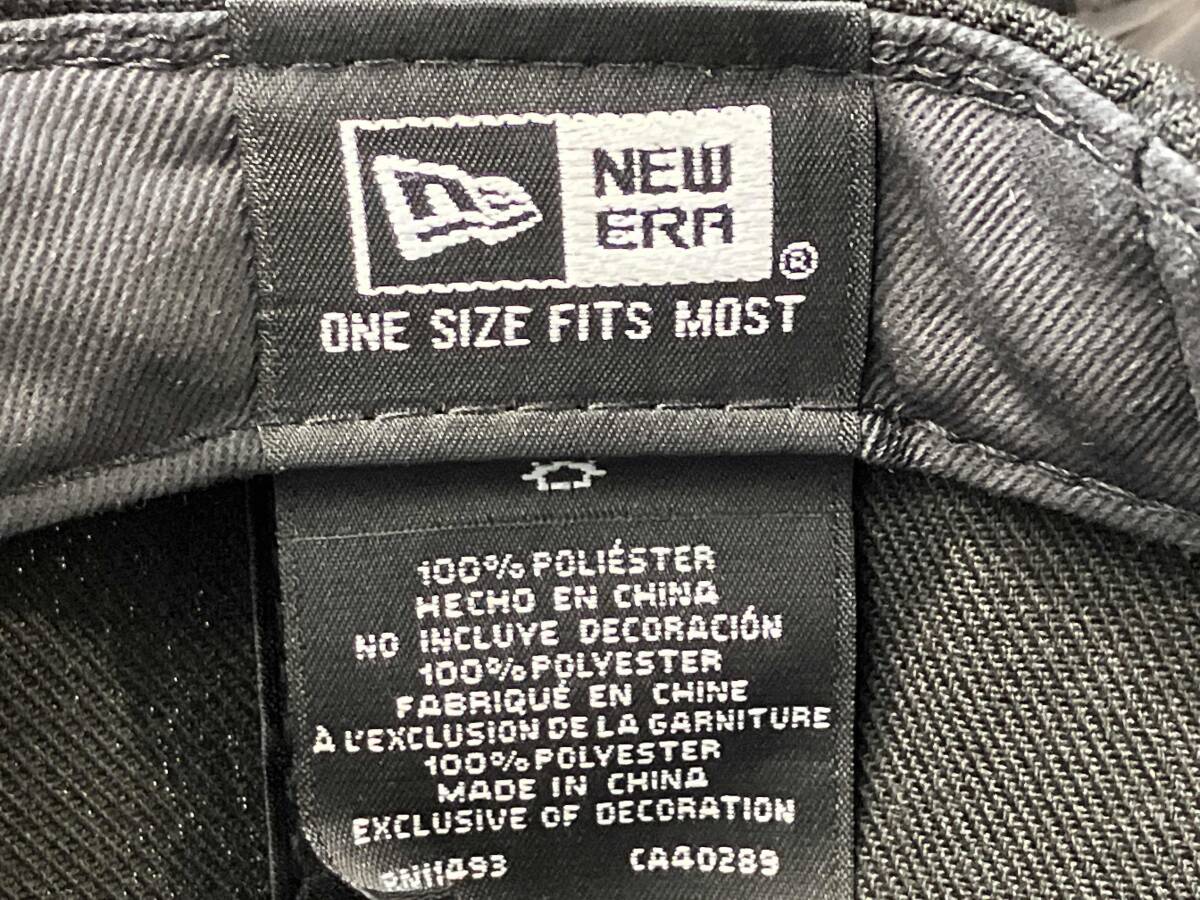 NE
NEW
ERA
®
ONE SIZE FITS MOST
100% POLIÉSTER
HECHO EN CHINA
NO INCLUYE DECORACIÓN
100% POLYESTER
FABRIQUÉ EN CHINE
À L'EXCLUSION DE LA GARNITURE
100% POLYESTER
MADE IN CHINA
EXCLUSIVE OF DECORATION
CA40289